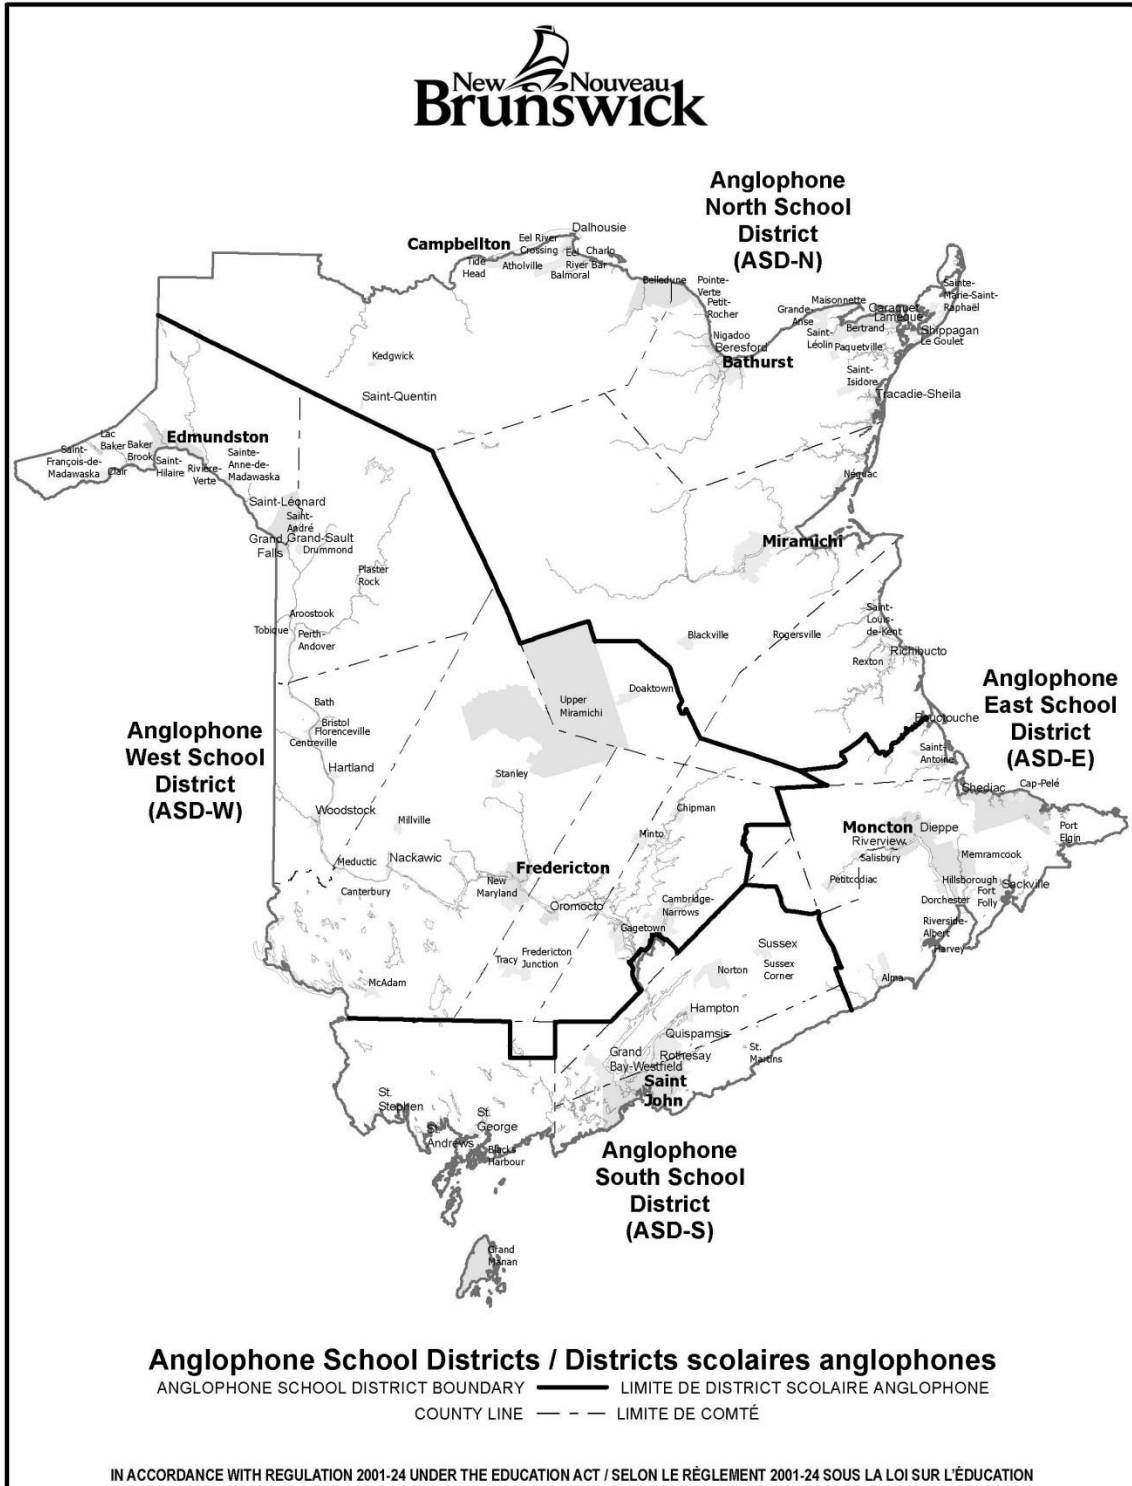 New Nouveau
Brunswick
Anglophone
North School
District
(ASD-N)
Dalhousie
Campbellton
Eel River
Crossing
Eel
River Bar
Charlo
Tide
Head
Atholville
Balmoral
Belledune
Pointe-
Verte
Petit-
Rocher
Nigadoo
Beresford
Bathurst
Maisonnette
Grande-
Anse
Caraquet
Lamèque
Sainte-
Marie-Saint-
Raphaël
Saint-
Léolin
Bertrand
Shippagan
Le Goulet
Paquetville
Saint-
Isidore
Tracadie-Sheila
Kedgwick
Saint-Quentin
Edmundston
Lac
Baker
Baker
Brook
Saint-
François-de-
Madawaska
Clair
Saint-
Hilaire
Rivière-
Verte
Sainte-
Anne-de-
Madawaska
Saint-Léonard
Saint-
André
Grand
Falls
Grand-Sault
Drummond
Plaster
Rock
Néguac
Miramichi
Aroostook
Tobique
Perth-
Andover
Blackville
Rogersville
Saint-
Louis-
de-Kent
Richibucto
Rexton
Anglophone
East School
District
(ASD-E)
Upper
Miramichi
Doaktown
Anglophone
West School
District
(ASD-W)
Bath
Bristol
Florenceville
Centreville
Hartland
Bouctouche
Saint-
Antoine
Stanley
Shediac
Cap-Pelé
Woodstock
Millville
Chipman
Minto
Moncton
Dieppe
Riverview
Port
Elgin
Salisbury
Memramcook
Meductic
Nackawic
Fredericton
Canterbury
New
Maryland
Petitcodiac
Hillsborough
Fort
Folly
Sackville
Dorchester
Oromocto
Cambridge-
Narrows
Gagetown
Riverside-
Albert
Harvey
Sussex
Sussex
Corner
Tracy
Fredericton
Junction
Norton
Alma
McAdam
Hampton
Quispamsis
Grand
Bay-Westfield
Rothesay
St.
Martins
Saint
John
St.
Stephen
St.
George
St.
Andrews
Blacks
Harbour
Anglophone
South School
District
(ASD-S)
Grand
Manan
Anglophone School Districts / Districts scolaires anglophones
ANGLOPHONE SCHOOL DISTRICT BOUNDARY LIMITE DE DISTRICT SCOLAIRE ANGLOPHONE
COUNTY LINE LIMITE DE COMTÉ
IN ACCORDANCE WITH REGULATION 2001-24 UNDER THE EDUCATION ACT / SELON LE RÈGLEMENT 2001-24 SOUS LA LOI SUR L'ÉDUCATION